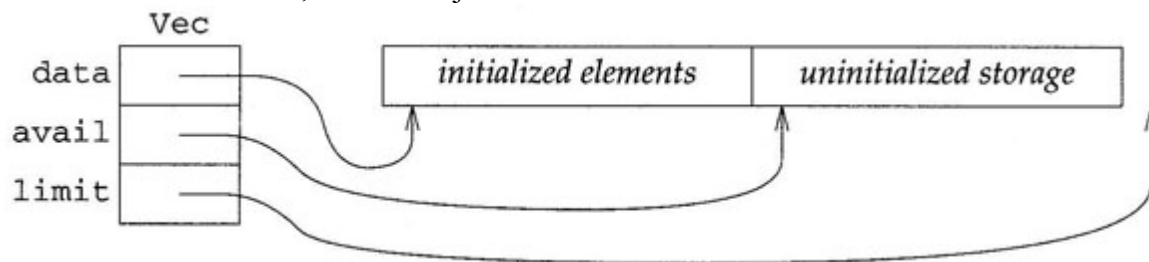 Vec
data
initialized elements
uninitialized storage
avail
limit